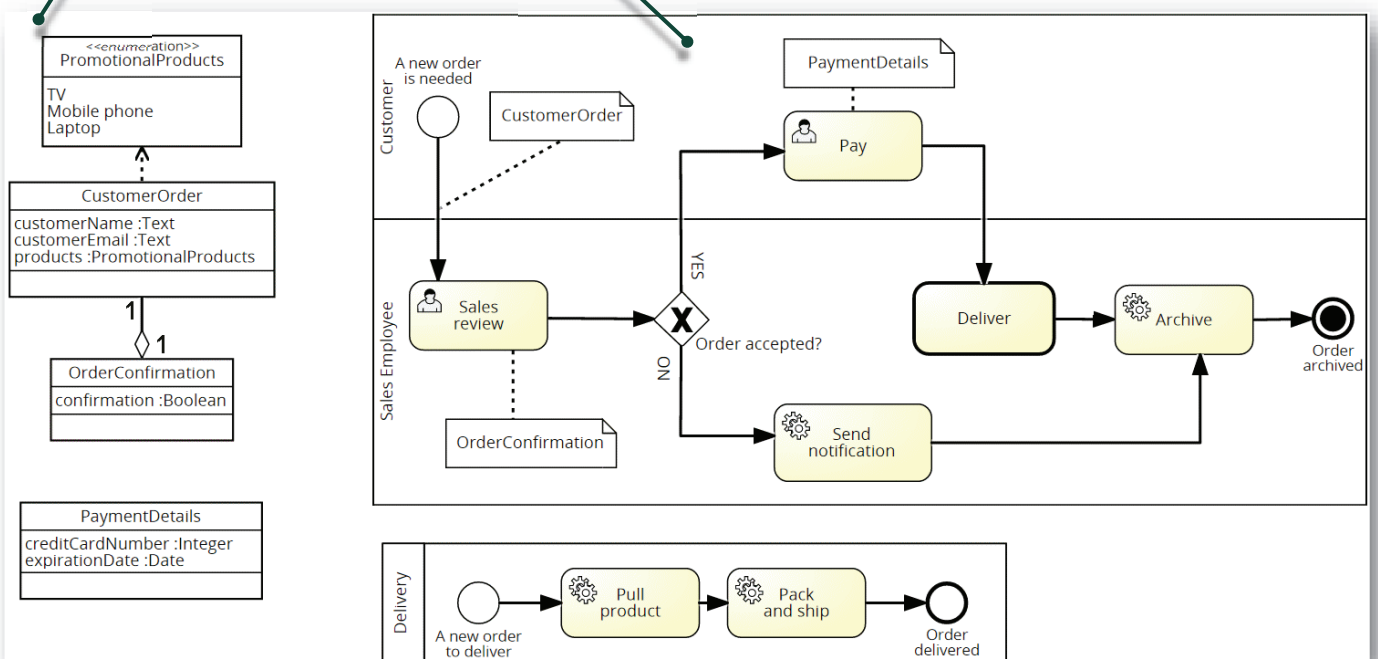 <<enumeration>>
PromotionalProducts
TV
Mobile phone
Laptop
CustomerOrder
customerName :Text
customerEmail :Text
products :PromotionalProducts
1
1
OrderConfirmation
confirmation :Boolean
PaymentDetails
creditCardNumber :Integer
expirationDate :Date
Customer
A new order
is needed
CustomerOrder
PaymentDetails
Pay
Sales Employee
Sales
review
OrderConfirmation
YES
X
Order accepted?
NO
Send
notification
Deliver
Archive
Order
archived
Delivery
A new order
to deliver
Pull
product
Pack
and ship
Order
delivered